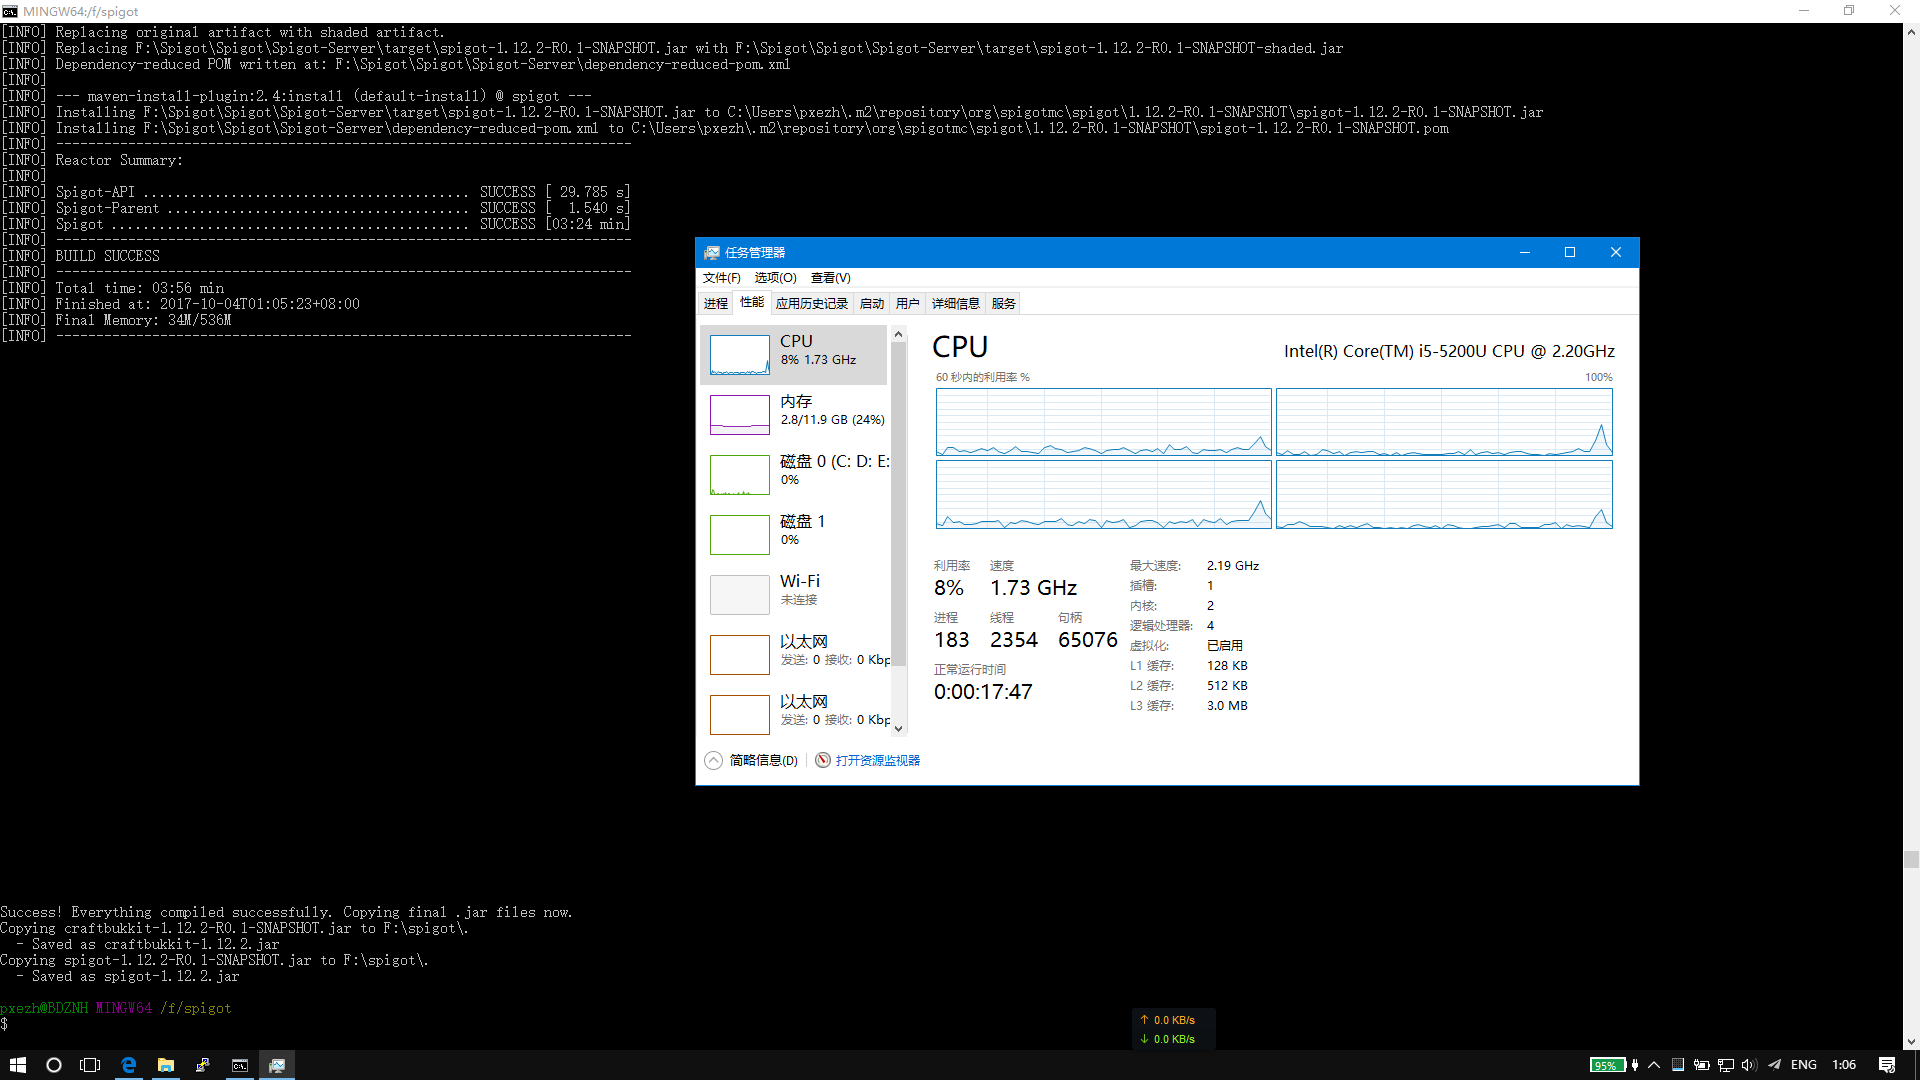 MINGW64:/f/spigot
[INFO] Replacing original artifact with shaded artifact.
[INFO] Replacing F:\Spigot\Spigot\Spigot-Server\target\spigot-1.12.2-R0.1-SNAPSHOT.jar with F:\Spigot\Spigot\Spigot-Server\target\spigot-1.12.2-R0.1-SNAPSHOT-shaded.jar
[INFO] Dependency-reduced POM written at: F:\Spigot\Spigot\Spigot-Server\dependency-reduced-pom.xml
[INFO]
[INFO] --- maven-install-plugin:2.4:install (default-install) @ spigot ---
[INFO] Installing F:\Spigot\Spigot\Spigot-Server\target\spigot-1.12.2-R0.1-SNAPSHOT.jar to C:\Users\pxezh\.m2\repository\org\spigotmc\spigot\1.12.2-R0.1-SNAPSHOT\spigot-1.12.2-R0.1-SNAPSHOT.jar
[INFO] Installing F:\Spigot\Spigot\Spigot-Server\dependency-reduced-pom.xml to C:\Users\pxezh\.m2\repository\org\spigotmc\spigot\1.12.2-R0.1-SNAPSHOT\spigot-1.12.2-R0.1-SNAPSHOT.pom
[INFO] ------------------------------------------------------------------------
[INFO] Reactor Summary:
[INFO]
[INFO] Spigot-API ......................................... SUCCESS [ 29.785 s]
[INFO] Spigot-Parent ...................................... SUCCESS [  1.540 s]
[INFO] Spigot ............................................. SUCCESS [03:24 min]
[INFO] ------------------------------------------------------------------------
[INFO] BUILD SUCCESS
[INFO] ------------------------------------------------------------------------
[INFO] Total time: 03:56 min
[INFO] Finished at: 2017-10-04T01:05:23+08:00
[INFO] Final Memory: 34M/536M
[INFO] ------------------------------------------------------------------------
任务管理器
文件(F) 选项(O) 查看(V)
进程 性能 应用历史记录 启动 用户 详细信息 服务
CPU
8% 1.73 GHz
内存
2.8/11.9 GB (24%)
磁盘 0 (C: D: E:
0%
磁盘 1
0%
Wi-Fi
未连接
以太网
发送: 0 接收: 0 Kbp
以太网
发送: 0 接收: 0 Kbp
CPU
Intel(R) Core(TM) i5-5200U CPU @ 2.20GHz
60 秒内的利用率 %
100%
利用率 速度
8% 1.73 GHz
进程 线程 句柄
183 2354 65076
正常运行时间
0:00:17:47
最大速度: 2.19 GHz
插槽: 1
内核: 2
逻辑处理器: 4
虚拟化: 已启用
L1 缓存: 128 KB
L2 缓存: 512 KB
L3 缓存: 3.0 MB
简略信息(D)
打开资源监视器
Success! Everything compiled successfully. Copying final .jar files now.
Copying craftbukkit-1.12.2-R0.1-SNAPSHOT.jar to F:\spigot\.
  - Saved as craftbukkit-1.12.2.jar
Copying spigot-1.12.2-R0.1-SNAPSHOT.jar to F:\spigot\.
  - Saved as spigot-1.12.2.jar
pxezh@BDZNH MINGW64 /f/spigot
$
↑ 0.0 KB/s
↓ 0.0 KB/s
95%
ENG
1:06